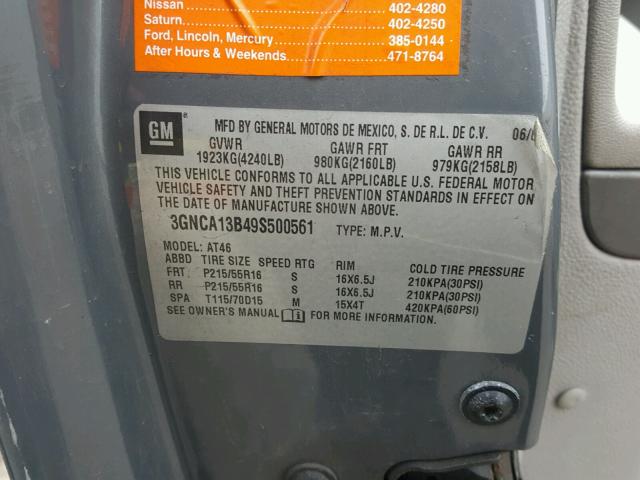 Nissan 402-4280
Saturn 402-4250
Ford, Lincoln, Mercury 385-0144
After Hours & Weekends 471-8764
GM ®
MFD BY GENERAL MOTORS DE MEXICO, S. DE R.L. DE C.V. 06/
GVWR GAWR FRT GAWR RR
1923KG(4240LB) 980KG(2160LB) 979KG(2158LB)
THIS VEHICLE CONFORMS TO ALL APPLICABLE U.S. FEDERAL MOTOR
VEHICLE SAFETY AND THEFT PREVENTION STANDARDS IN EFFECT ON
THE DATE OF MANUFACTURE SHOWN ABOVE.
3GNCA13B49S500561 TYPE: M.P.V.
MODEL: AT46
ABBD TIRE SIZE SPEED RTG RIM COLD TIRE PRESSURE
FRT P215/55R16 S 16X6.5J 210KPA(30PSI)
RR P215/55R16 S 16X6.5J 210KPA(30PSI)
SPA T115/70D15 M 15X4T 420KPA(60PSI)
SEE OWNER'S MANUAL FOR MORE INFORMATION.